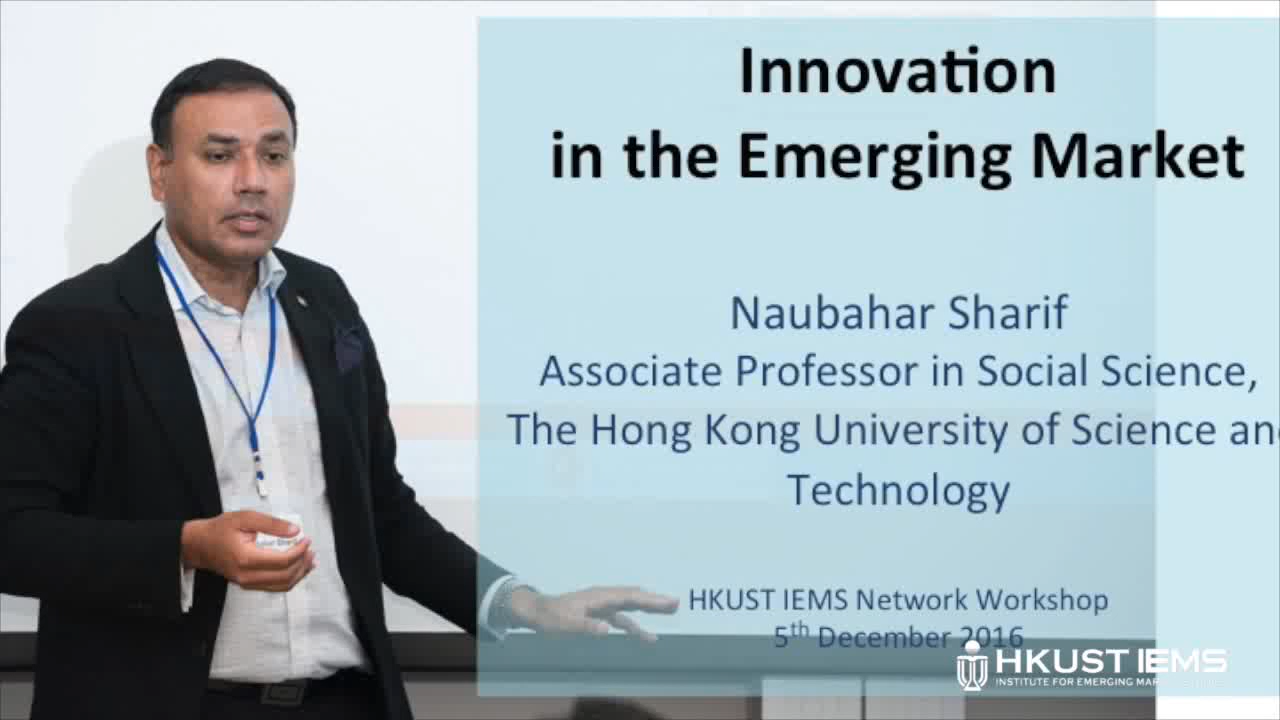 Innovation
in the Emerging Market
Naubahar Sharif
Associate Professor in Social Science,
The Hong Kong University of Science an
Technology
HKUST IEMS Network Workshop
5th December 2016
HKUST IEMS
INSTITUTE FOR EMERGING